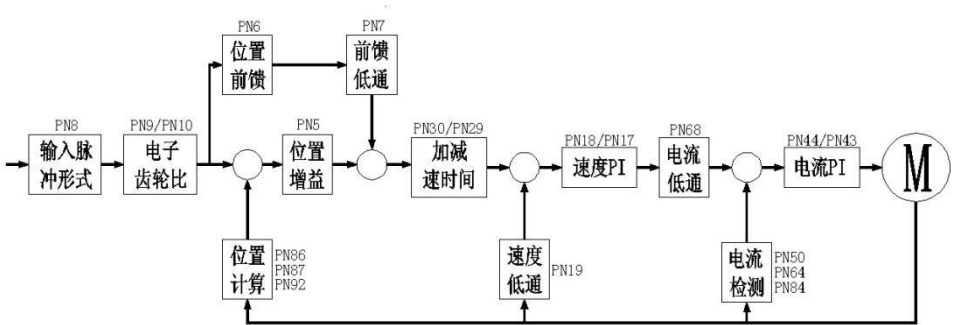 PN6
位置
前馈
PN7
前馈
低通
PN8
输入脉
冲形式
PN9/PN10
电子
齿轮比
PN5
位置
增益
PN30/PN29
加减
速时间
PN18/PN17
速度PI
PN68
电流
低通
PN44/PN43
电流PI
M
位置
计算
PN86
PN87
PN92
速度
低通
PN19
电流
检测
PN50
PN64
PN84